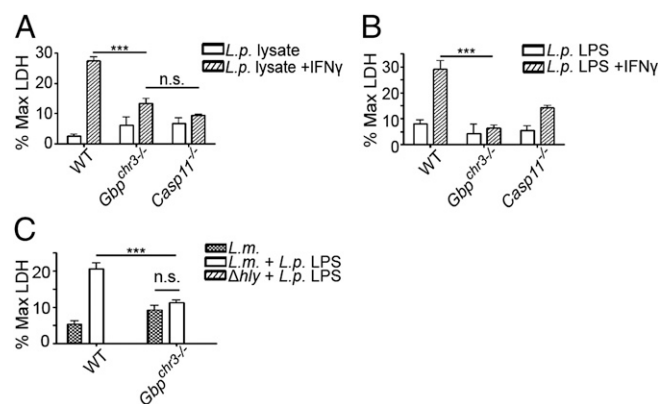 A
% Max LDH
30
20
10
0
***
n.s.
L.p. lysate
L.p. lysate +IFNγ
WT
Gbp^chr3-/-
Casp11^-/-
B
% Max LDH
30
20
10
0
***
L.p. LPS
L.p. LPS +IFNγ
WT
Gbp^chr3-/-
Casp11^-/-
C
% Max LDH
20
10
0
***
n.s.
L.m.
L.m. + L.p. LPS
Δhly + L.p. LPS
WT
Gbp^chr3-/-